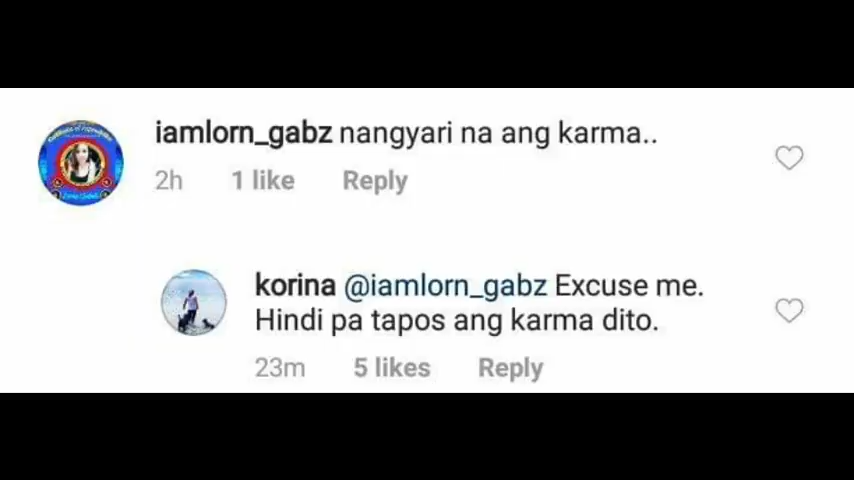 iamlorn_gabz nangyari na ang karma..
2h 1 like Reply
korina @iamlorn_gabz Excuse me.
Hindi pa tapos ang karma dito.
23m 5 likes Reply